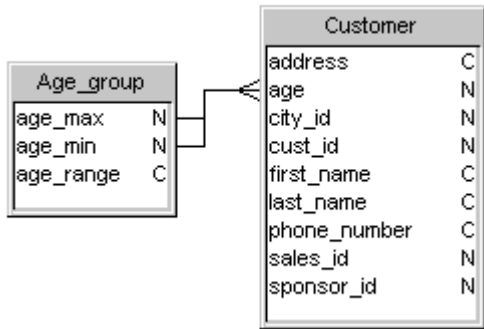 Age_group
age_max N
age_min N
age_range C
Customer
address C
age N
city_id N
cust_id N
first_name C
last_name C
phone_number C
sales_id N
sponsor_id N